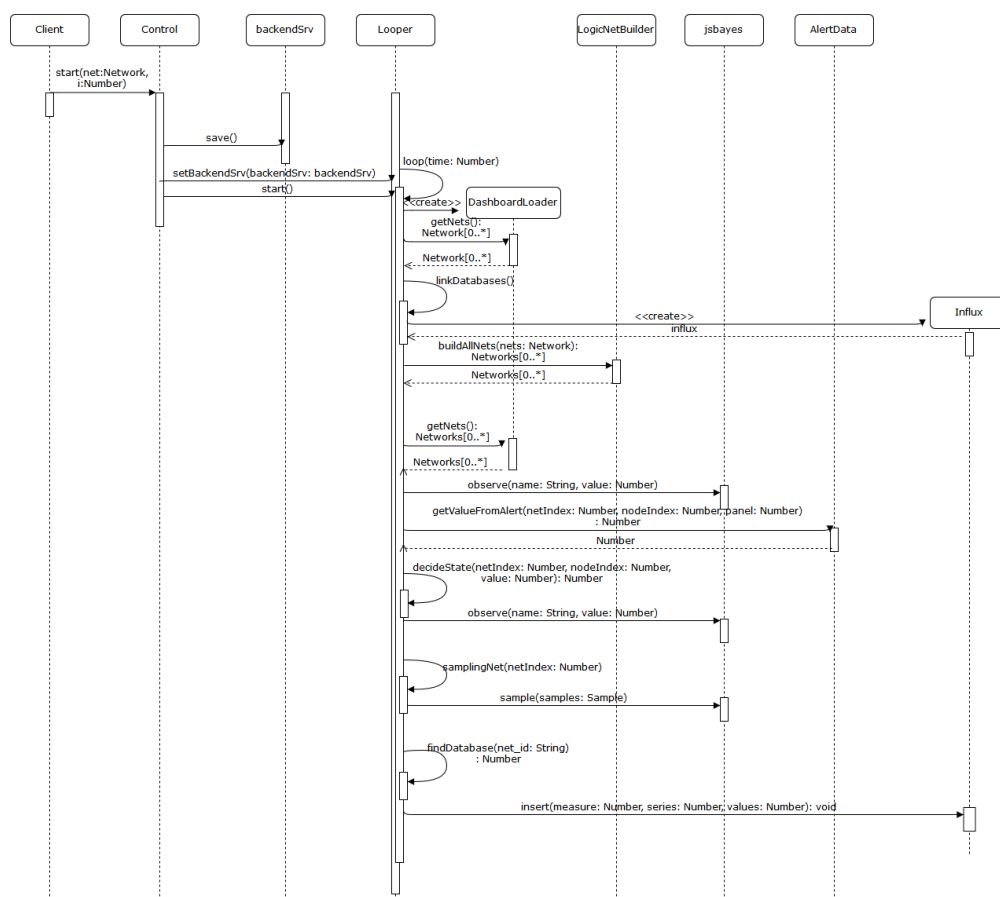 Client
Control
backendSrv
Looper
LogicNetBuilder
jsbayes
AlertData
start(net:Network,
i:Number)
save()
loop(time: Number)
setBackendSrv(backendSrv: backendSrv)
start()
<<create>>
DashboardLoader
getNets():
Network[0..*]
Network[0..*]
linkDatabases()
<<create>>
Influx
influx
buildAllNets(nets: Network):
Networks[0..*]
Networks[0..*]
getNets():
Networks[0..*]
Networks[0..*]
observe(name: String, value: Number)
getValueFromAlert(netIndex: Number, nodeIndex: Number, panel: Number)
: Number
Number
decideState(netIndex: Number, nodeIndex: Number,
value: Number): Number
observe(name: String, value: Number)
samplingNet(netIndex: Number)
sample(samples: Sample)
findDatabase(net_id: String)
: Number
insert(measure: Number, series: Number, values: Number): void